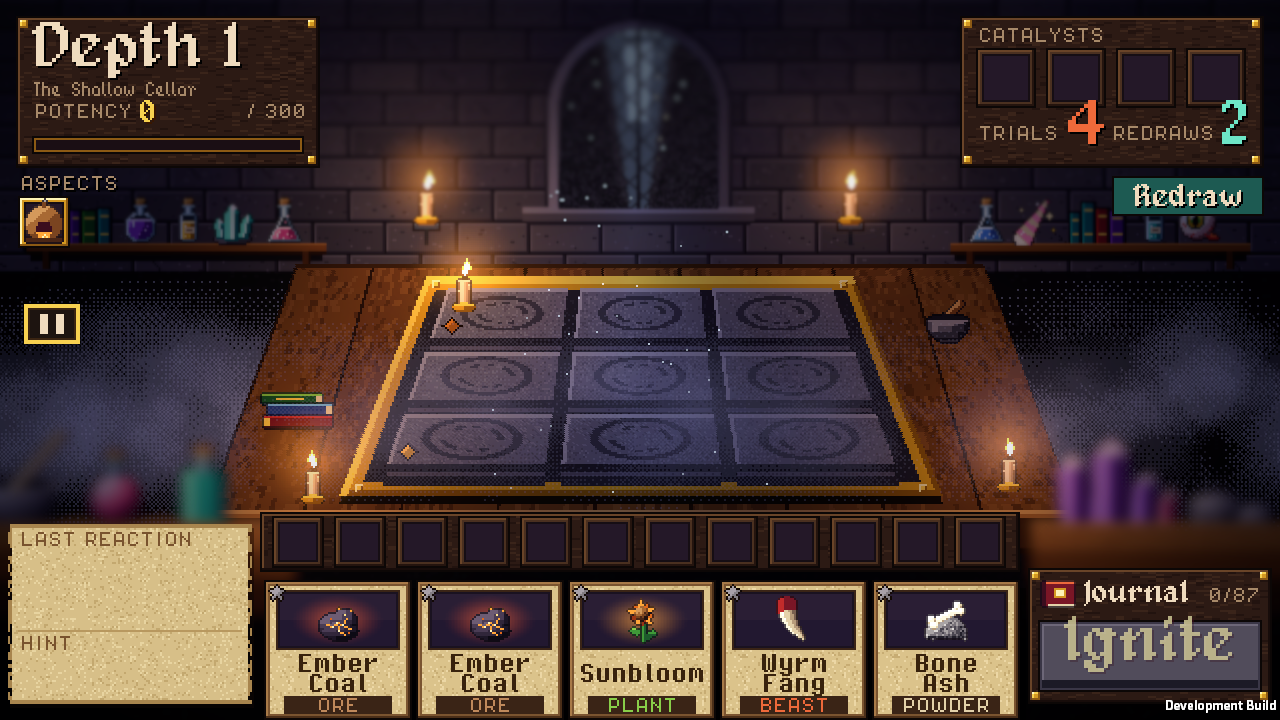 Depth 1
The Shallow Cellar
POTENCY 0 / 300
ASPECTS
CATALYSTS
TRIALS 4 REDRAWS 2
Redraw
LAST REACTION
HINT
Ember
Coal
ORE
Ember
Coal
ORE
Sunbloom
PLANT
Wyrm
Fang
BEAST
Bone
Ash
POWDER
Journal 0/87
Ignite
Development Build